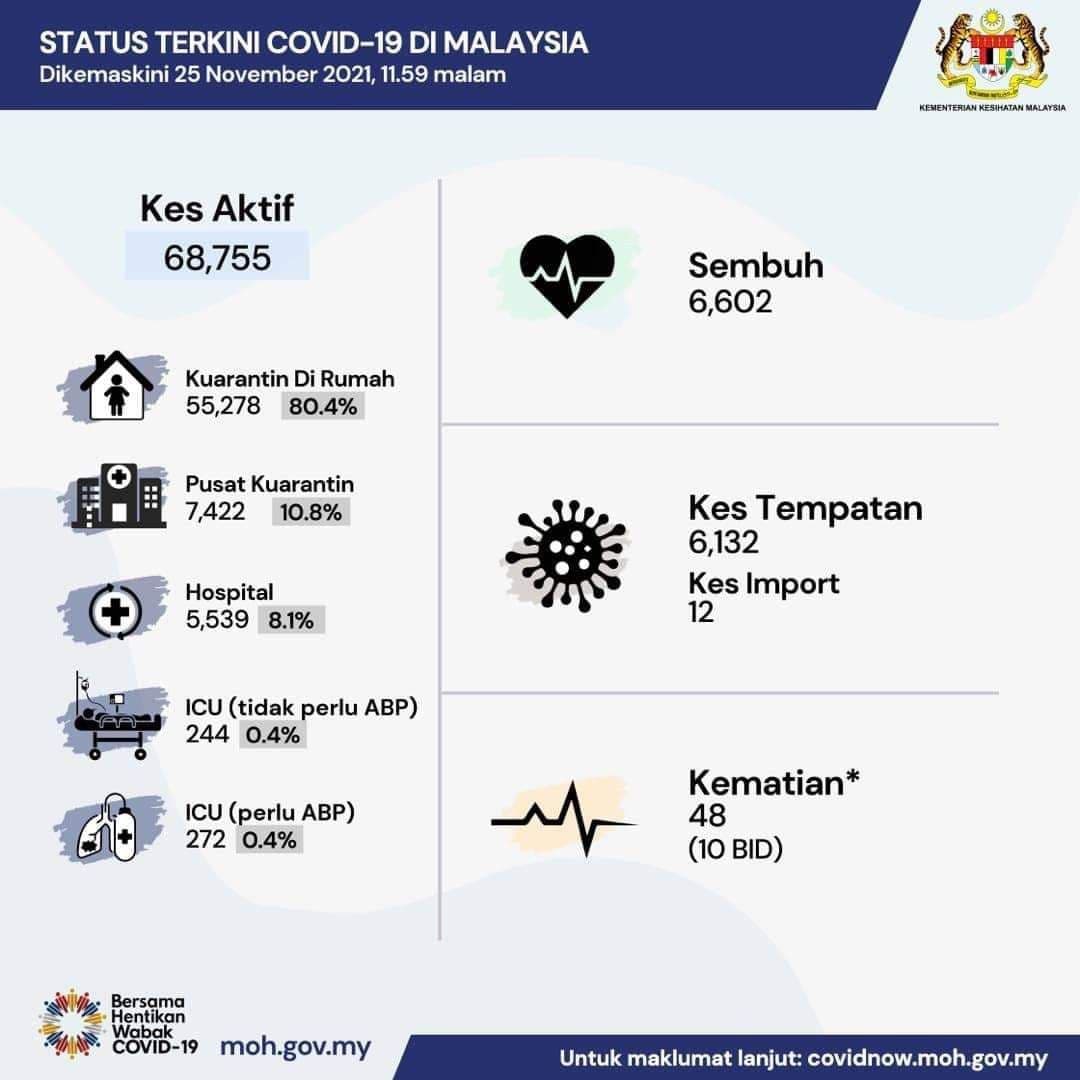 STATUS TERKINI COVID-19 DI MALAYSIA
Dikemaskini 25 November 2021, 11.59 malam
KEMENTERIAN KESIHATAN MALAYSIA
Kes Aktif
68,755
Kuarantin Di Rumah
55,278 80.4%
Pusat Kuarantin
7,422 10.8%
Hospital
5,539 8.1%
ICU (tidak perlu ABP)
244 0.4%
ICU (perlu ABP)
272 0.4%
Sembuh
6,602
Kes Tempatan
6,132
Kes Import
12
Kematian*
48
(10 BID)
Bersama
Hentikan
Wabak
COVID-19
moh.gov.my
Untuk maklumat lanjut: covidnow.moh.gov.my